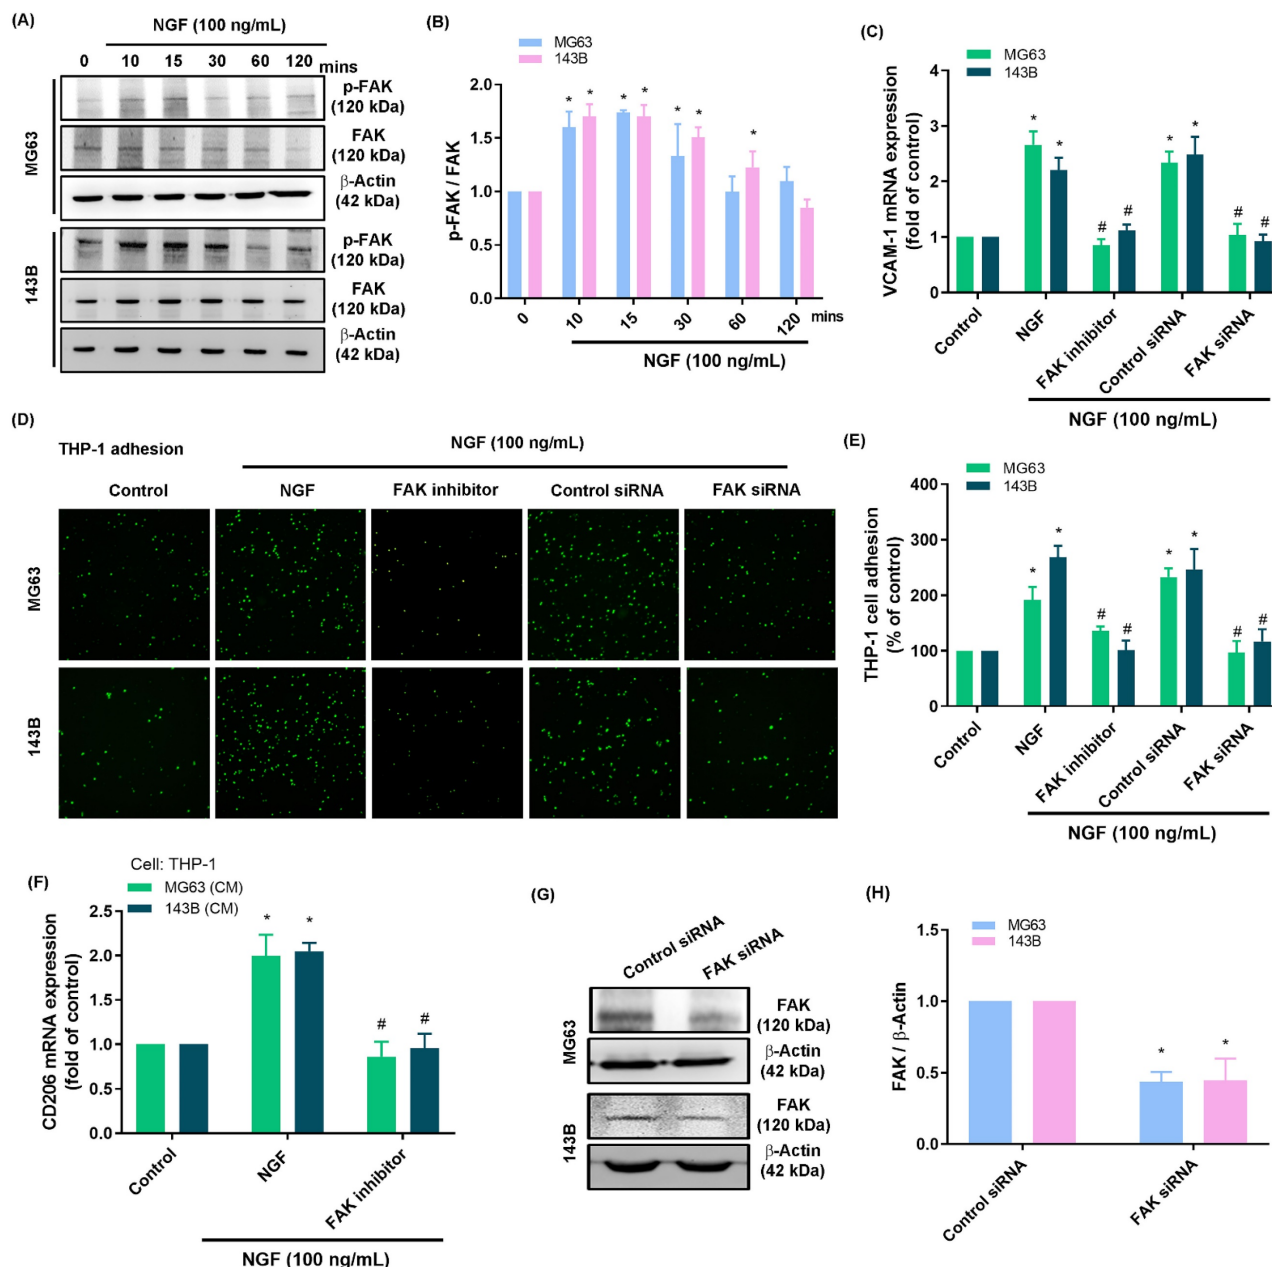 (A)
NGF (100 ng/mL)
0 10 15 30 60 120 mins
MG63
p-FAK
(120 kDa)
FAK
(120 kDa)
β-Actin
(42 kDa)
143B
p-FAK
(120 kDa)
FAK
(120 kDa)
β-Actin
(42 kDa)
(B)
MG63
143B
p-FAK / FAK
2.0
1.5
1.0
0.5
0.0
* * * * * * *
0 10 15 30 60 120 mins
NGF (100 ng/mL)
(C)
MG63
143B
VCAM-1 mRNA expression
(fold of control)
4
3
2
1
0
* * # # * * # #
Control NGF FAK inhibitor Control siRNA FAK siRNA
NGF (100 ng/mL)
(D)
THP-1 adhesion
NGF (100 ng/mL)
Control NGF FAK inhibitor Control siRNA FAK siRNA
MG63
143B
(E)
MG63
143B
THP-1 cell adhesion
(% of control)
400
300
200
100
0
* * # # * * # #
Control NGF FAK inhibitor Control siRNA FAK siRNA
NGF (100 ng/mL)
(F)
Cell: THP-1
MG63 (CM)
143B (CM)
CD206 mRNA expression
(fold of control)
2.5
2.0
1.5
1.0
0.5
0.0
* * # #
Control NGF FAK inhibitor
NGF (100 ng/mL)
(G)
Control siRNA FAK siRNA
MG63
FAK
(120 kDa)
β-Actin
(42 kDa)
143B
FAK
(120 kDa)
β-Actin
(42 kDa)
(H)
MG63
143B
FAK / β-Actin
1.5
1.0
0.5
0.0
* *
Control siRNA FAK siRNA